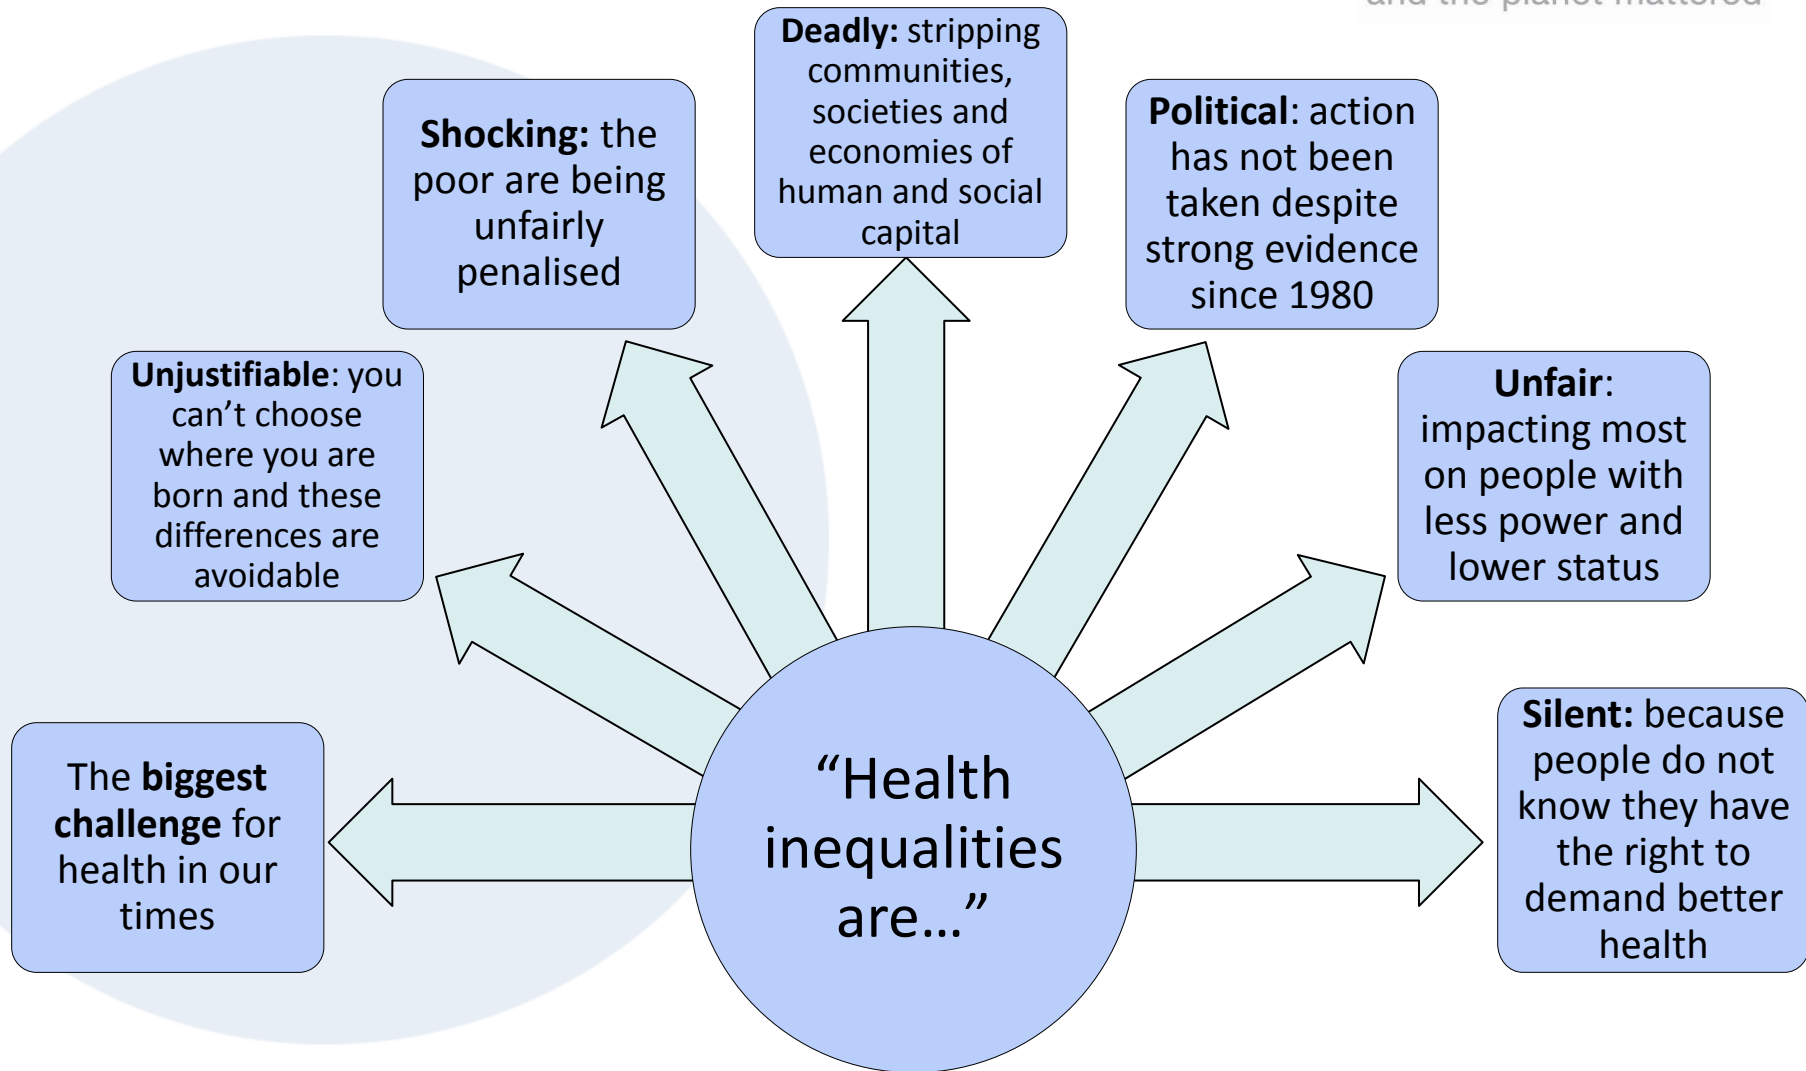 and the planet mattered
The biggest
challenge for
health in our
times
Unjustifiable: you
can’t choose
where you are
born and these
differences are
avoidable
Shocking: the
poor are being
unfairly
penalised
Deadly: stripping
communities,
societies and
economies of
human and social
capital
Political: action
has not been
taken despite
strong evidence
since 1980
Unfair:
impacting most
on people with
less power and
lower status
Silent: because
people do not
know they have
the right to
demand better
health
“Health
inequalities
are...”